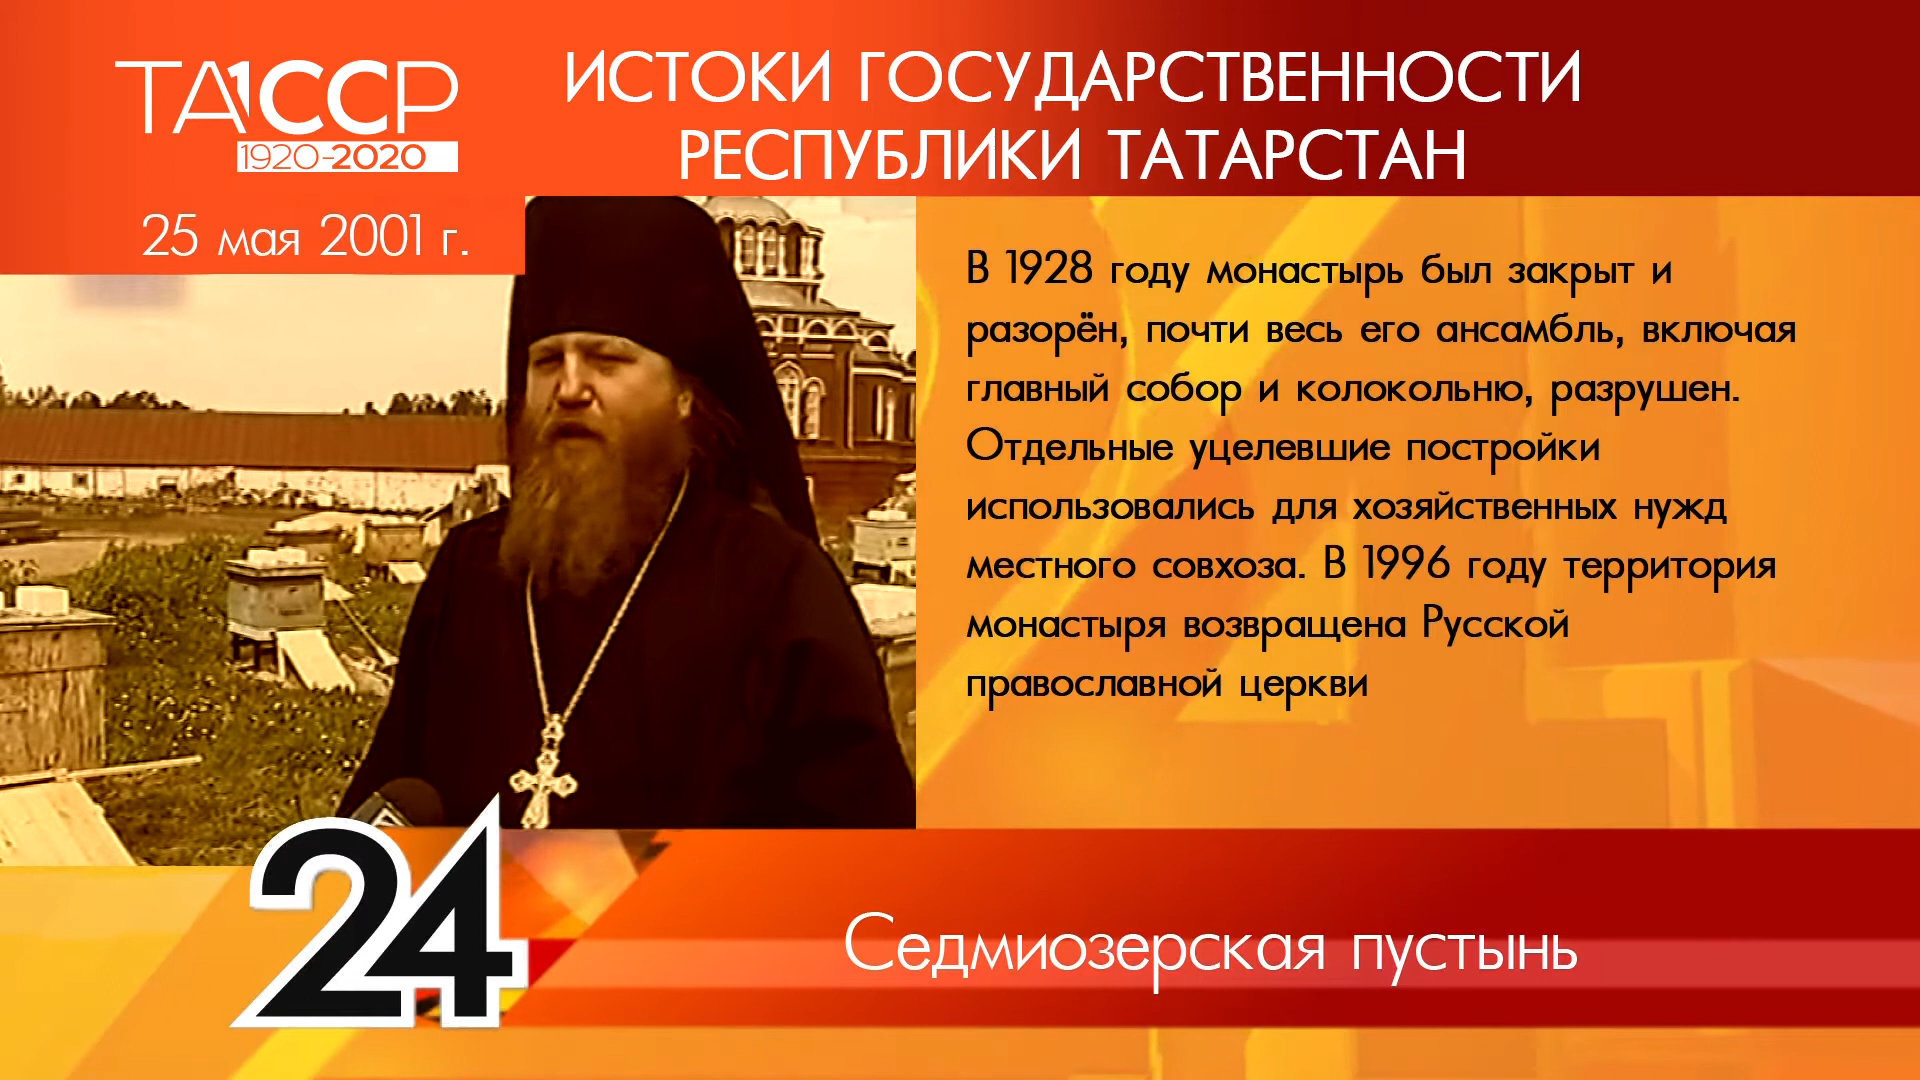 ТАССР
1920-2020
ИСТОКИ ГОСУДАРСТВЕННОСТИ
РЕСПУБЛИКИ ТАТАРСТАН
25 мая 2001 г.
В 1928 году монастырь был закрыт и
разорён, почти весь его ансамбль, включая
главный собор и колокольню, разрушен.
Отдельные уцелевшие постройки
использовались для хозяйственных нужд
местного совхоза. В 1996 году территория
монастыря возвращена Русской
православной церкви
24
Седмиозерская пустынь